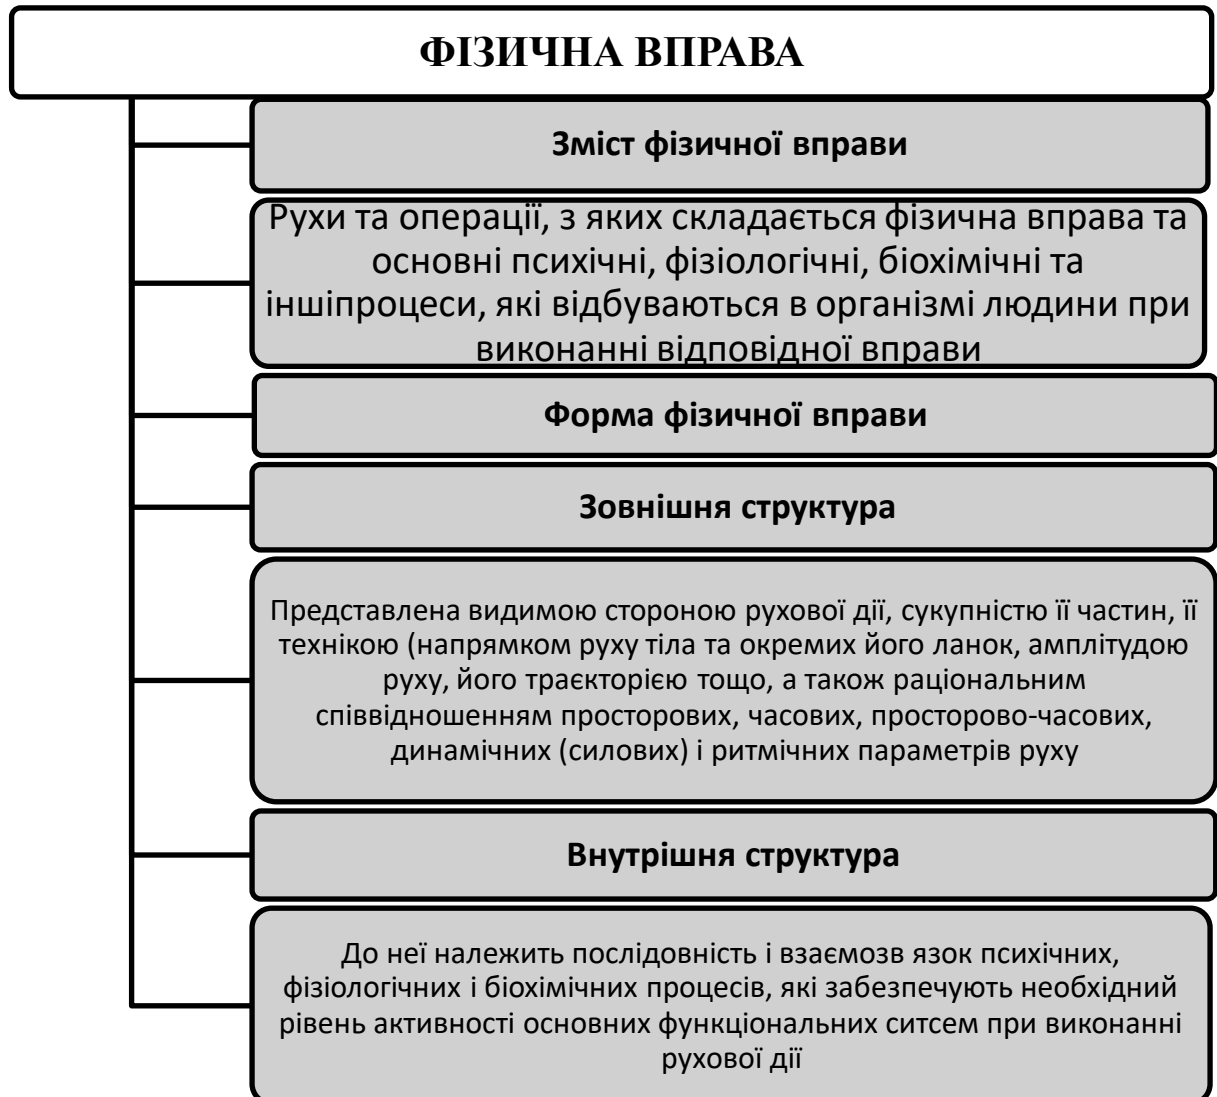 ФІЗИЧНА ВПРАВА
Зміст фізичної вправи
Рухи та операції, з яких складається фізична вправа та
основні психічні, фізіологічні, біохімічні та
іншіпроцеси, які відбуваються в організмі людини при
виконанні відповідної вправи
Форма фізичної вправи
Зовнішня структура
Представлена видимою стороною рухової дії, сукупністю її частин, її
технікою (напрямком руху тіла та окремих його ланок, амплітудою
руху, його траєкторією тощо, а також раціональним
співвідношенням просторових, часових, просторово-часових,
динамічних (силових) і ритмічних параметрів руху
Внутрішня структура
До неї належить послідовність і взаємозв язок психічних,
фізіологічних і біохімічних процесів, які забезпечують необхідний
рівень активності основних функціональних ситсем при виконанні
рухової дії